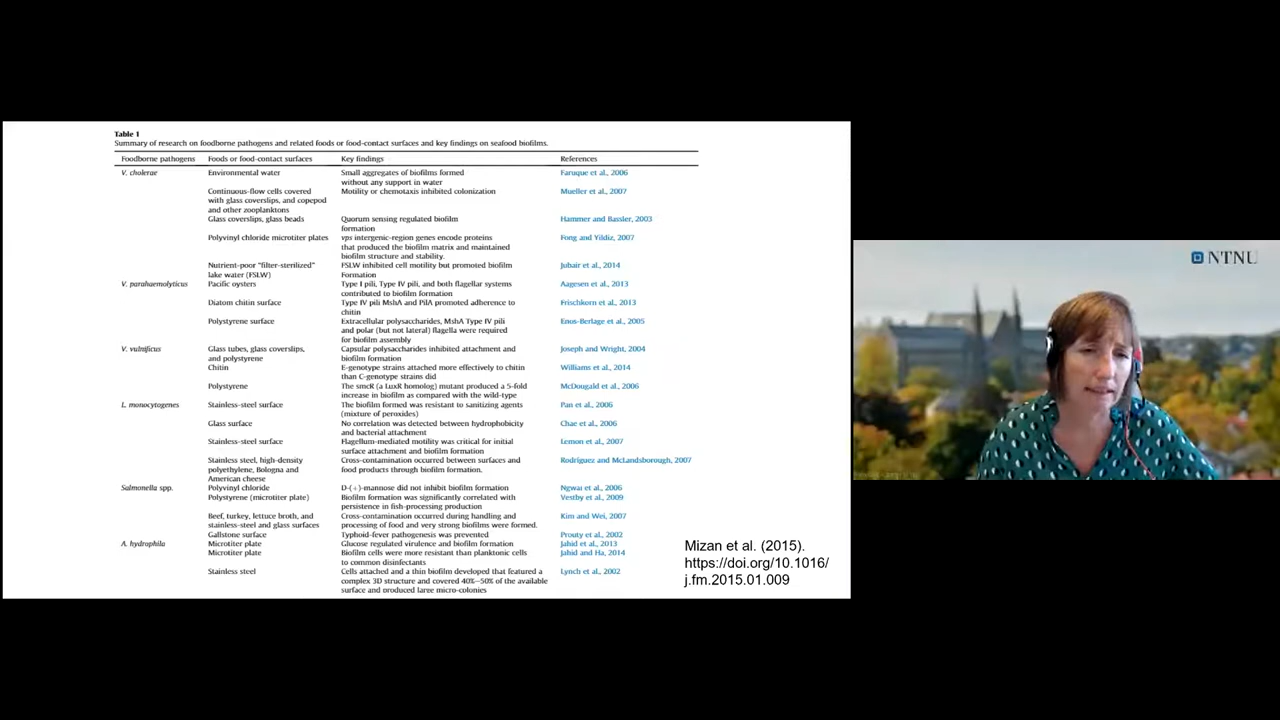 Table 1
Summary of research on foodborne pathogens and related foods or food-contact surfaces and key findings on seafood biofilms.
Foodborne pathogens Foods or food-contact surfaces Key findings References
V. cholerae Environmental water Small aggregates of biofilms formed Faruque et al., 2006
without any support in water
Continuous-flow cells covered Motility or chemotaxis inhibited colonization Mueller et al., 2007
with glass coverslips, and copepod
and other zooplanktons
Glass coverslips, glass beads Quorum sensing regulated biofilm Hammer and Bassler, 2003
formation
Polyvinyl chloride microtiter plates vps intergenic-region genes encode proteins Fong and Yildiz, 2007
that produced the biofilm matrix and maintained
biofilm structure and stability.
Nutrient-poor "filter-sterilized" FSLW inhibited cell motility but promoted biofilm Jubair et al., 2014
lake water (FSLW) Formation
V. parahaemolyticus Pacific oysters Type I pili, Type IV pili, and both flagellar systems Aagesen et al., 2013
contributed to biofilm formation
Diatom chitin surface Type IV pili MshA and PilA promoted adherence to Frischkorn et al., 2013
chitin
Polystyrene surface Extracellular polysaccharides, MshA Type IV pili Enos-Berlage et al., 2005
and polar (but not lateral) flagella were required
for biofilm assembly
V. vulnificus Glass tubes, glass coverslips, Capsular polysaccharides inhibited attachment and Joseph and Wright, 2004
and polystyrene biofilm formation
Chitin E-genotype strains attached more effectively to chitin Williams et al., 2014
than C-genotype strains did
Polystyrene The smcR (a LuxR homolog) mutant produced a 5-fold McDougald et al., 2006
increase in biofilm as compared with the wild-type
L. monocytogenes Stainless-steel surface The biofilm formed was resistant to sanitizing agents Pan et al., 2006
(mixture of peroxides)
Glass surface No correlation was detected between hydrophobicity Chae et al., 2006
and bacterial attachment
Stainless-steel surface Flagellum-mediated motility was critical for initial Lemon et al., 2007
surface attachment and biofilm formation
Stainless steel, high-density Cross-contamination occurred between surfaces and Rodríguez and McLandsborough, 2007
polyethylene, Bologna and food products through biofilm formation.
American cheese
Salmonella spp. Polyvinyl chloride D-(+)-mannose did not inhibit biofilm formation Ngwai et al., 2006
Polystyrene (microtiter plate) Biofilm formation was significantly correlated with Vestby et al., 2009
persistence in fish-processing production
Beef, turkey, lettuce broth, and Cross-contamination occurred during handling and Kim and Wei, 2007
stainless-steel and glass surfaces processing of food and very strong biofilms were formed.
Gallstone surface Typhoid-fever pathogenesis was prevented Prouty et al., 2002
A. hydrophila Microtiter plate Glucose regulated virulence and biofilm formation Jahid et al., 2013
Microtiter plate Biofilm cells were more resistant than planktonic cells Jahid and Ha, 2014
to common disinfectants
Stainless steel Cells attached and a thin biofilm developed that featured a Lynch et al., 2002
complex 3D structure and covered 40%–50% of the available
surface and produced large micro-colonies
Mizan et al. (2015).
https://doi.org/10.1016/
j.fm.2015.01.009
NTNU